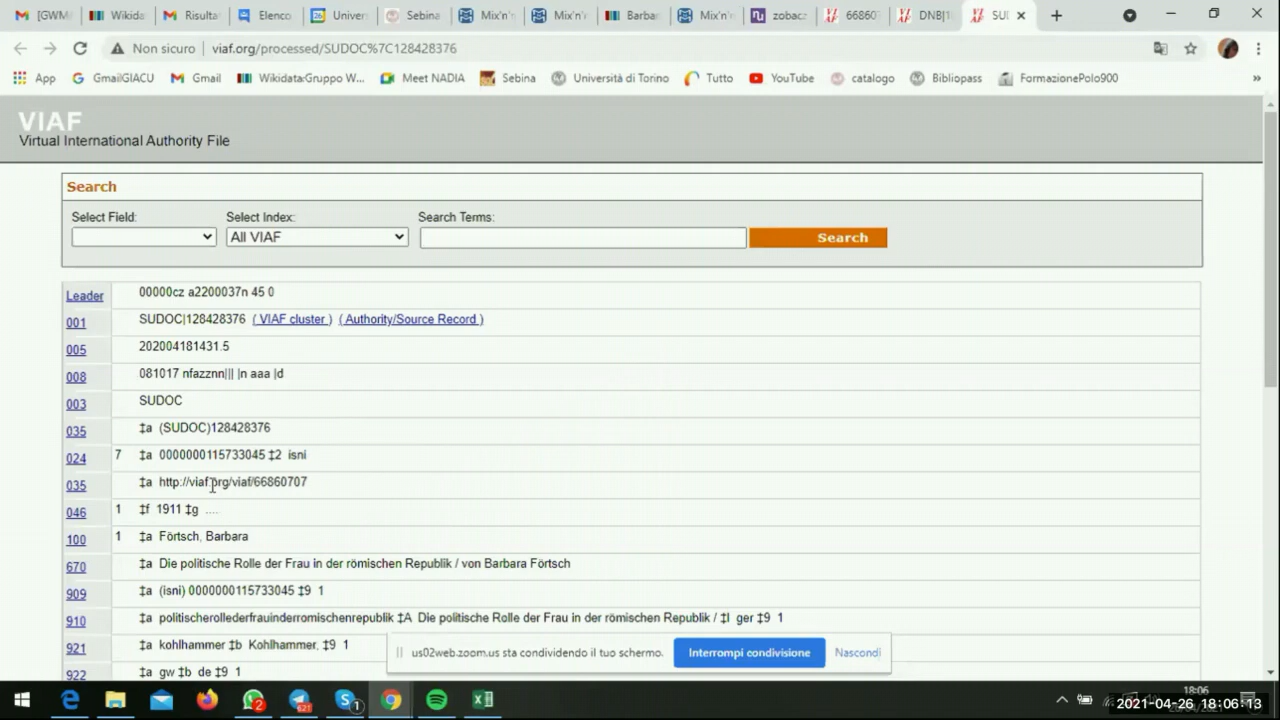 [GWM
Wikida
Risulta
Elenco
Univer
Sebina
Mix'n'r
Mix'n'r
Barbar
Mix'n'r
zobacz
66860
DNB|1
SUI
Non sicuro
viaf.org/processed/SUDOC%7C128428376
App
GmailGIACU
Gmail
Wikidata:Gruppo W...
Meet NADIA
Sebina
Università di Torino
Tutto
YouTube
catalogo
Bibliopass
FormazionePolo900
»
VIAF
Virtual International Authority File
Search
Select Field:
Select Index:
Search Terms:
All VIAF
Search
Leader 00000cz a2200037n 45 0
001 SUDOC|128428376 ( VIAF cluster ) ( Authority/Source Record )
005 202004181431.5
008 081017 nfazznn||| |n aaa |d
003 SUDOC
035 ‡a (SUDOC)128428376
024 7 ‡a 0000000115733045 ‡2 isni
035 ‡a http://viaf.org/viaf/66860707
046 1 ‡f 1911 ‡g ....
100 1 ‡a Förtsch, Barbara
670 ‡a Die politische Rolle der Frau in der römischen Republik / von Barbara Förtsch
909 ‡a (isni) 0000000115733045 ‡9 1
910 ‡a politischerollederfrauinderromischenrepublik ‡A Die politische Rolle der Frau in der römischen Republik / ‡l ger ‡9 1
921 ‡a kohlhammer ‡b Kohlhammer, ‡9 1
922 ‡a gw ‡b de ‡9 1
us02web.zoom.us sta condividendo il tuo schermo.
Interrompi condivisione
Nascondi
18:06
2021-04-26 18:06:13